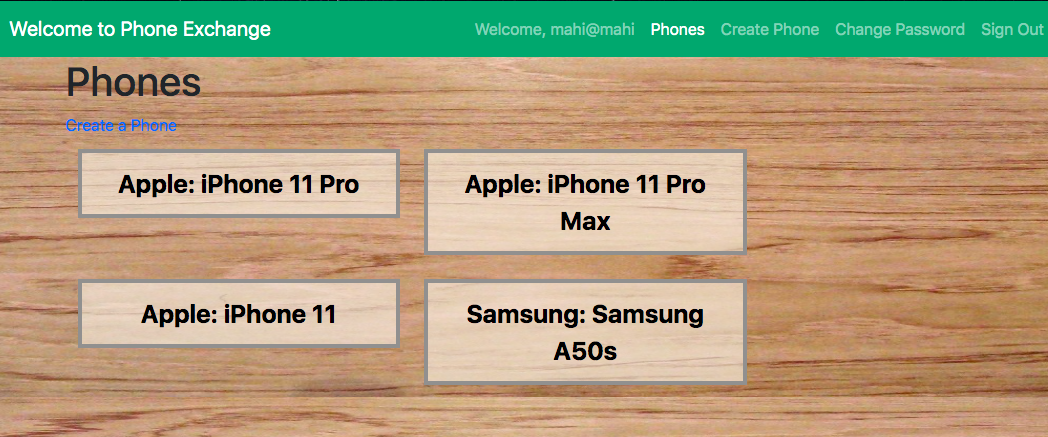 Welcome to Phone Exchange
Welcome, mahi@mahi Phones Create Phone Change Password Sign Out
Phones
Create a Phone
Apple: iPhone 11 Pro
Apple: iPhone 11 Pro
Max
Apple: iPhone 11
Samsung: Samsung
A50s